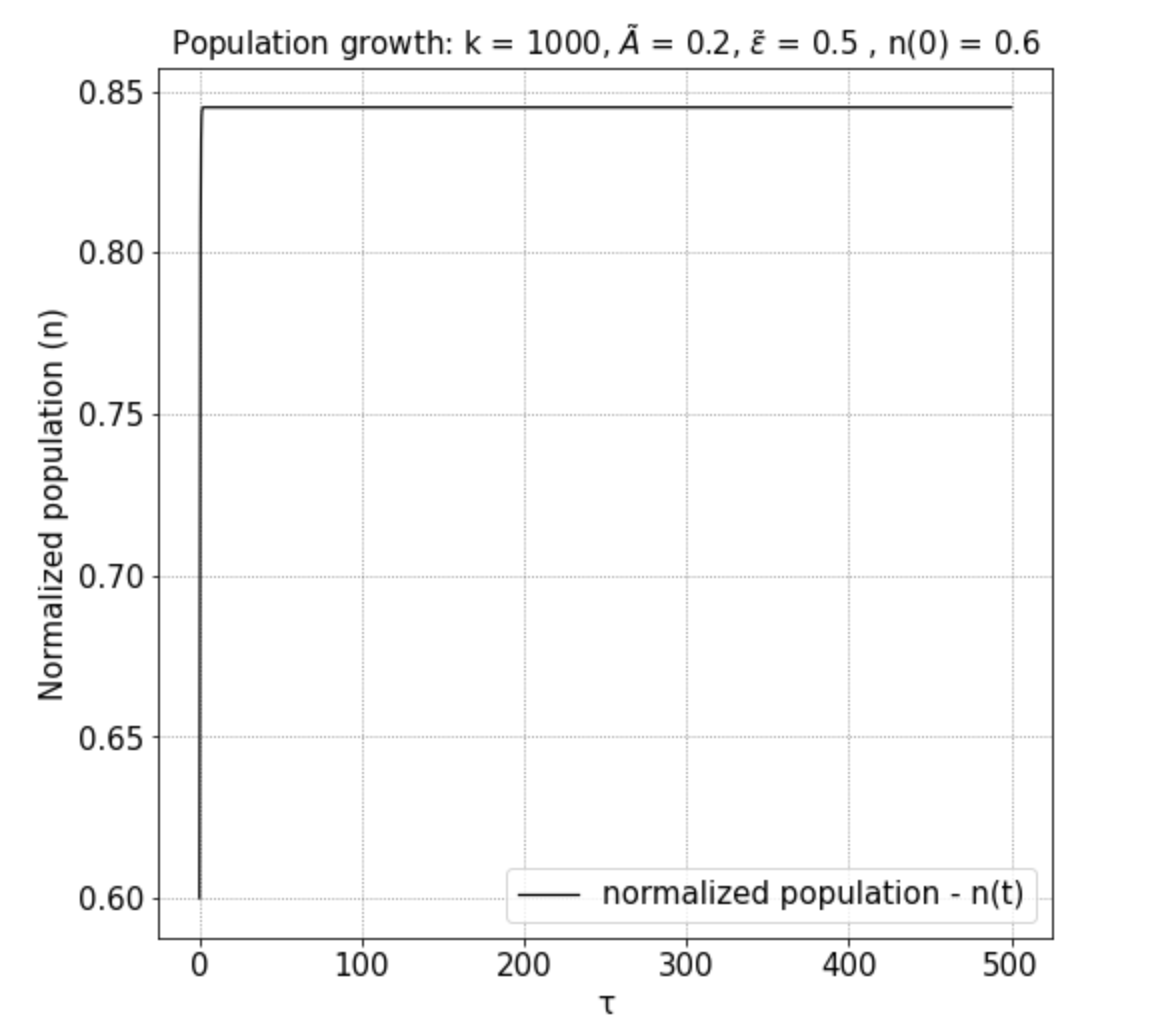 Population growth: k = 1000, Ã = 0.2, ε̃ = 0.5 , n(0) = 0.6
Normalized population (n)
0.85
0.80
0.75
0.70
0.65
0.60
normalized population - n(t)
0 100 200 300 400 500
τ